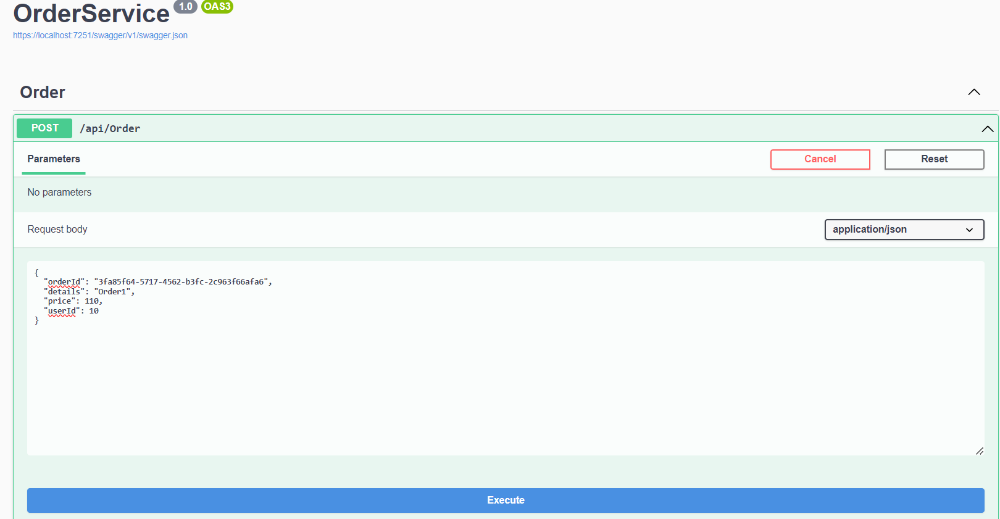 OrderService 1.0 OAS3
https://localhost:7251/swagger/v1/swagger.json
Order
POST /api/Order
Parameters Cancel Reset
No parameters
Request body application/json
{
  "orderId": "3fa85f64-5717-4562-b3fc-2c963f66afa6",
  "details": "Order1",
  "price": 110,
  "userId": 10
}
Execute